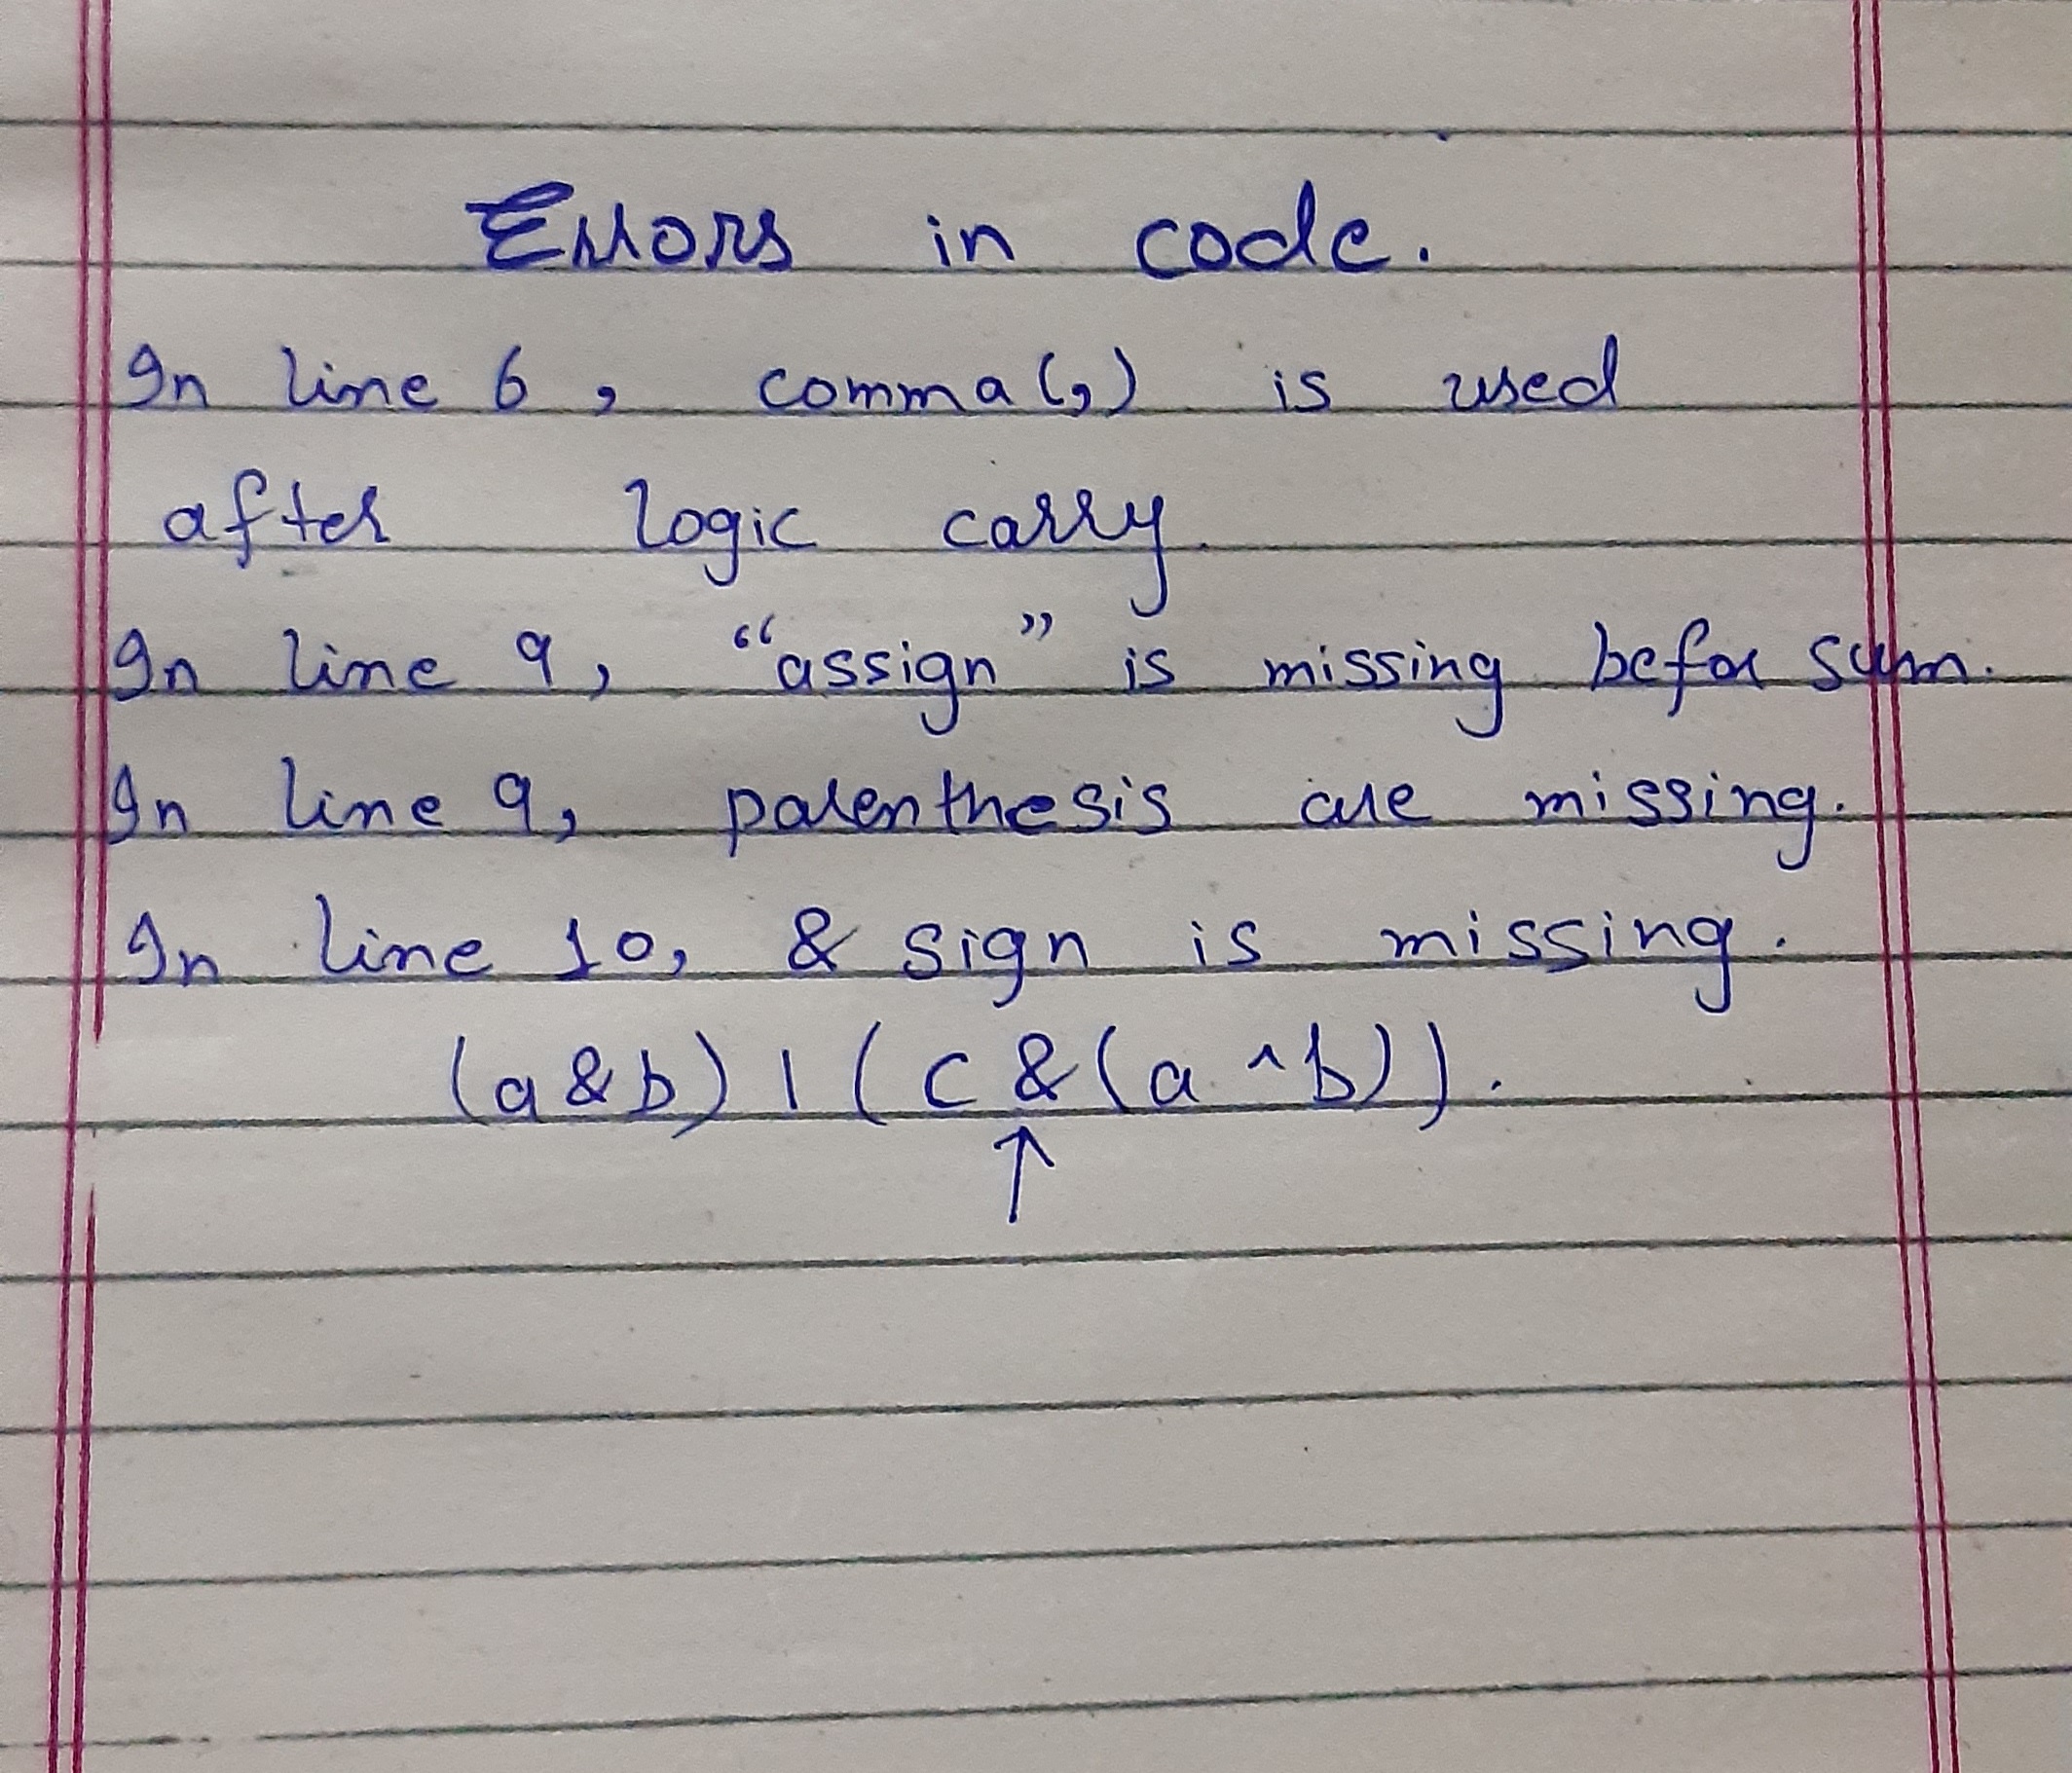 Errors in code.
In line 6, comma(,) is used
after logic carry.
In line 9, "assign" is missing befor sum.
In line 9, parenthesis are missing.
In line 10, & sign is missing.
(a&b) | (c &(a ^b)).
↑